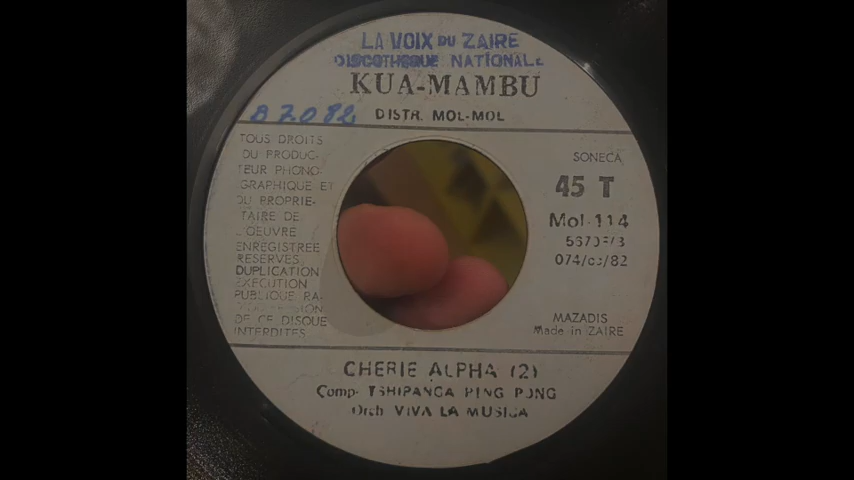 LA VOIX DU ZAIRE
DISCOTHEQUE NATIONALE
KUA-MAMBU
DISTR. MOL-MOL
TOUS DROITS
DU PRODUC-
TEUR PHONO-
GRAPHIQUE ET
DU PROPRIE-
TAIRE DE
L'OEUVRE
ENREGISTREE
RESERVES
DUPLICATION
EXECUTION
PUBLIQUE RA-
DE CE DISQUE
INTERDITES
SONECA
45 T
Mol-114
/82
MAZADIS
Made in ZAIRE
CHERIE ALPHA (2)
Comp. TSHIPANGA PING PONG
Orch VIVA LA MUSICA